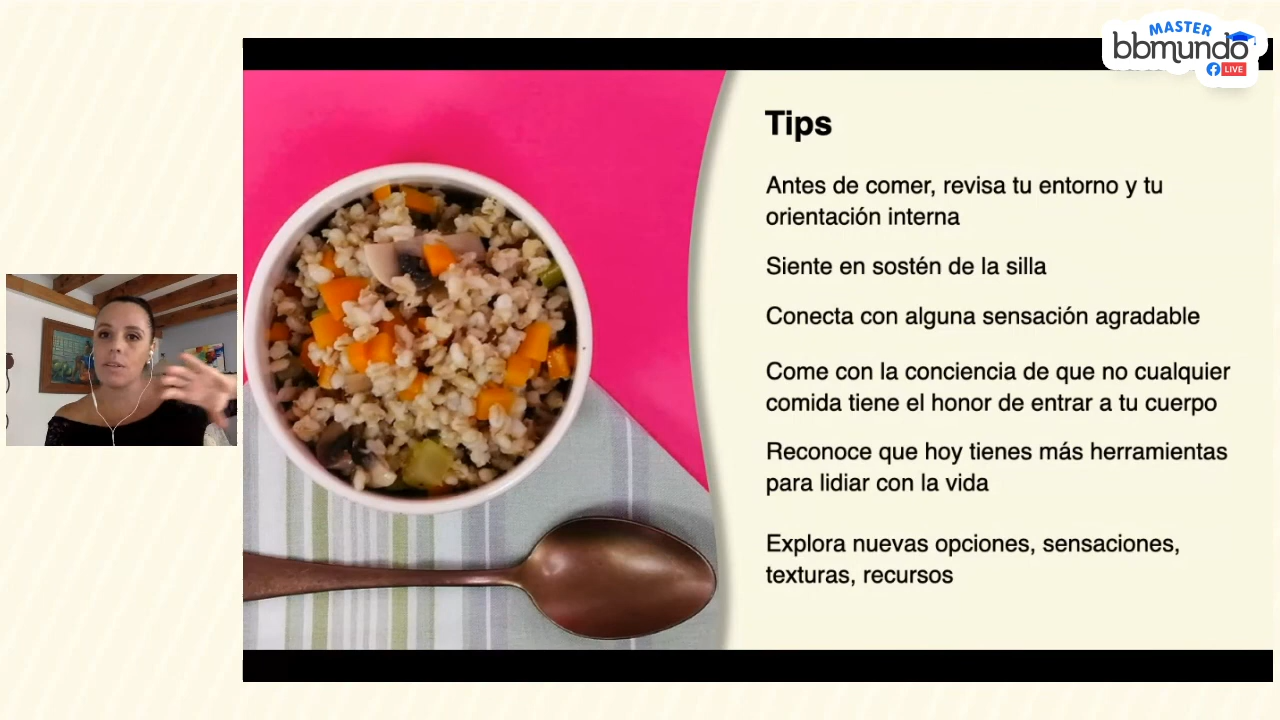 MASTER
bbmundo
LIVE
Tips
Antes de comer, revisa tu entorno y tu
orientación interna
Siente en sostén de la silla
Conecta con alguna sensación agradable
Come con la conciencia de que no cualquier
comida tiene el honor de entrar a tu cuerpo
Reconoce que hoy tienes más herramientas
para lidiar con la vida
Explora nuevas opciones, sensaciones,
texturas, recursos